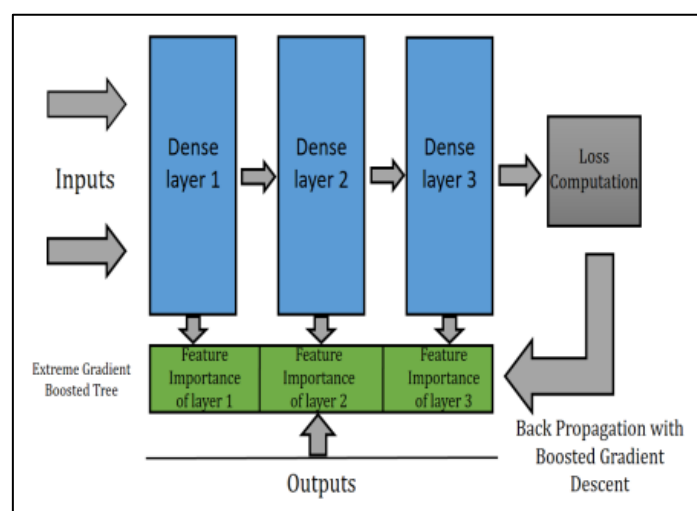 Inputs
Dense
layer 1
Dense
layer 2
Dense
layer 3
Loss
Computation
Extreme Gradient
Boosted Tree
Feature
Importance
of layer 1
Feature
Importance
of layer 2
Feature
Importance
of layer 3
Back Propagation with
Boosted Gradient
Descent
Outputs